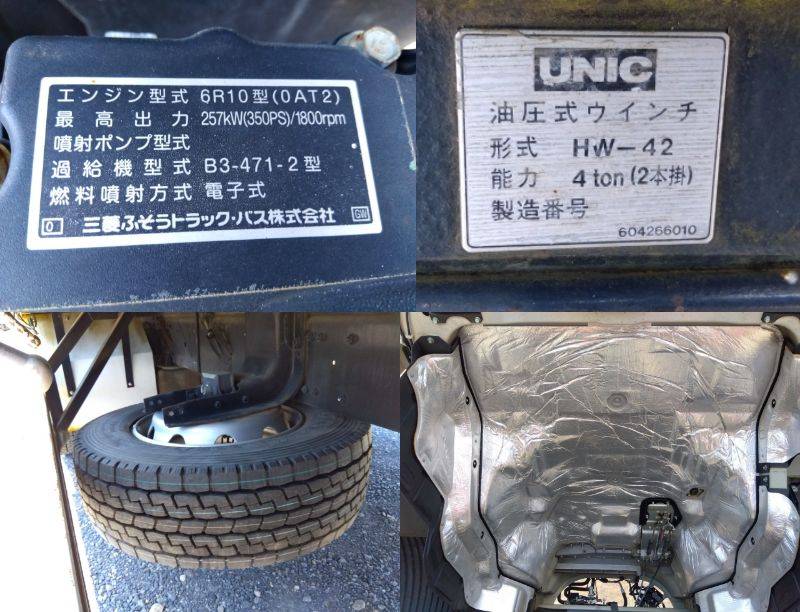 エンジン型式 6R10型(0AT2)
最高出力 257kW(350PS)/1800rpm
噴射ポンプ型式
過給機型式 B3-471-2型
燃料噴射方式 電子式
0 三菱ふそうトラック・バス株式会社 GW
UNIC
油圧式ウインチ
形式 HW-42
能力 4 ton (2本掛)
製造番号
604266010